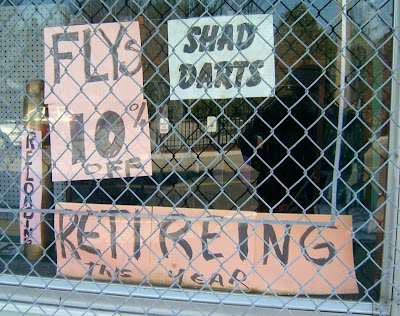 FLYS
10%
OFF
SHAD
DARTS
RELOADING
RETIREING
THE YEAR